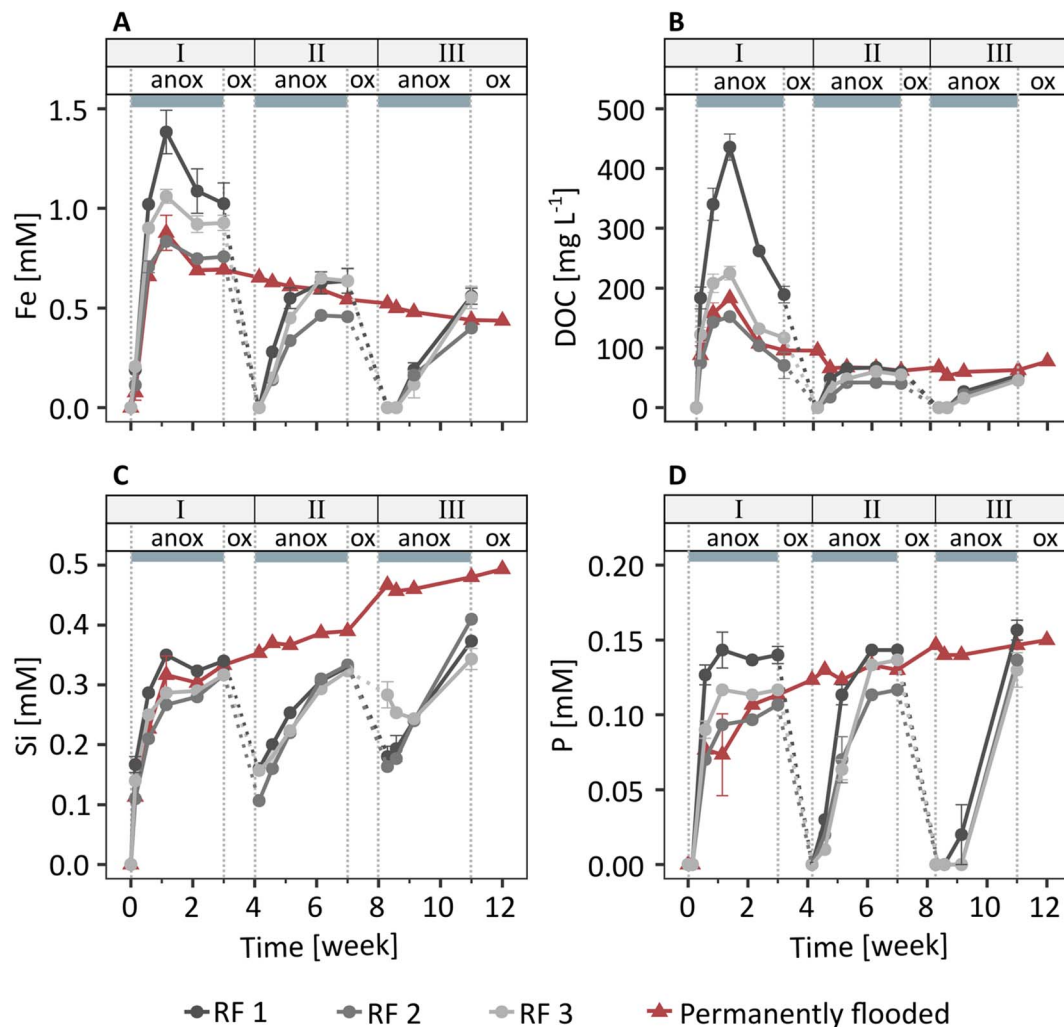 A
I II III
anox ox anox ox anox ox
Fe [mM]
1.5
1.0
0.5
0.0
B
I II III
anox ox anox ox anox ox
DOC [mg L-1]
500
400
300
200
100
0
C
I II III
anox ox anox ox anox ox
Si [mM]
0.5
0.4
0.3
0.2
0.1
0.0
0 2 4 6 8 10 12
Time [week]
D
I II III
anox ox anox ox anox ox
P [mM]
0.20
0.15
0.10
0.05
0.00
0 2 4 6 8 10 12
Time [week]
RF 1 RF 2 RF 3 Permanently flooded